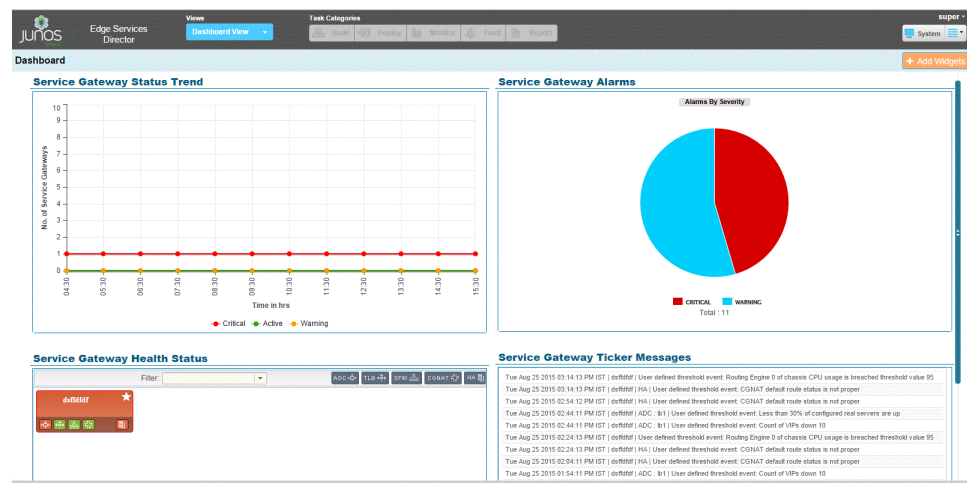 JUNOS
Edge Services
Director
Views
Dashboard View
Task Categories
Build
Deploy
Monitor
Fault
Report
super
System
Dashboard
+ Add Widgets
Service Gateway Status Trend
No. of Service Gateways
10
9
8
7
6
5
4
3
2
1
0
04:30
05:30
06:30
07:30
08:30
09:30
10:30
11:30
12:30
13:30
14:30
15:30
Time in hrs
Critical Active Warning
Service Gateway Alarms
Alarms By Severity
CRITICAL WARNING
Total : 11
Service Gateway Health Status
Filter:
ADC
TLB
SFW
CGNAT
HA
dsffdfdf
Service Gateway Ticker Messages
Tue Aug 25 2015 03:14:13 PM IST | dsffdfdf | User defined threshold event: Routing Engine 0 of chassis CPU usage is breached threshold value 95
Tue Aug 25 2015 03:14:13 PM IST | dsffdfdf | HA | User defined threshold event: CGNAT default route status is not proper
Tue Aug 25 2015 02:54:12 PM IST | dsffdfdf | HA | User defined threshold event: CGNAT default route status is not proper
Tue Aug 25 2015 02:44:11 PM IST | dsffdfdf | ADC : lb1 | User defined threshold event: Less than 30% of configured real servers are up
Tue Aug 25 2015 02:44:11 PM IST | dsffdfdf | ADC : lb1 | User defined threshold event: Count of VIPs down 10
Tue Aug 25 2015 02:24:13 PM IST | dsffdfdf | User defined threshold event: Routing Engine 0 of chassis CPU usage is breached threshold value 95
Tue Aug 25 2015 02:24:13 PM IST | dsffdfdf | HA | User defined threshold event: CGNAT default route status is not proper
Tue Aug 25 2015 02:04:11 PM IST | dsffdfdf | HA | User defined threshold event: CGNAT default route status is not proper
Tue Aug 25 2015 01:54:11 PM IST | dsffdfdf | ADC : lb1 | User defined threshold event: Count of VIPs down 10